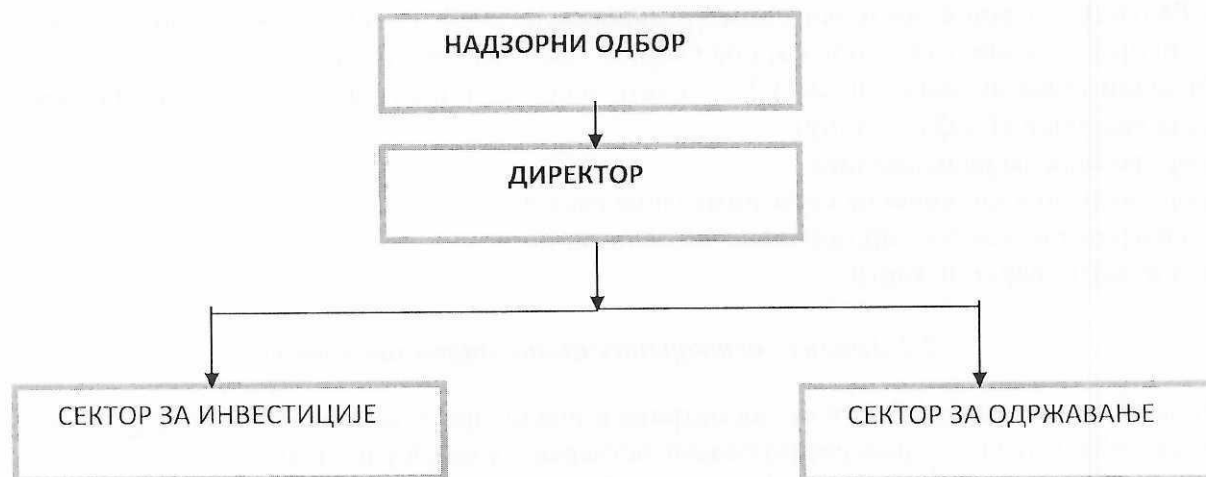 НАДЗОРНИ ОДБОР
ДИРЕКТОР
СЕКТОР ЗА ИНВЕСТИЦИЈЕ
СЕКТОР ЗА ОДРЖАВАЊЕ